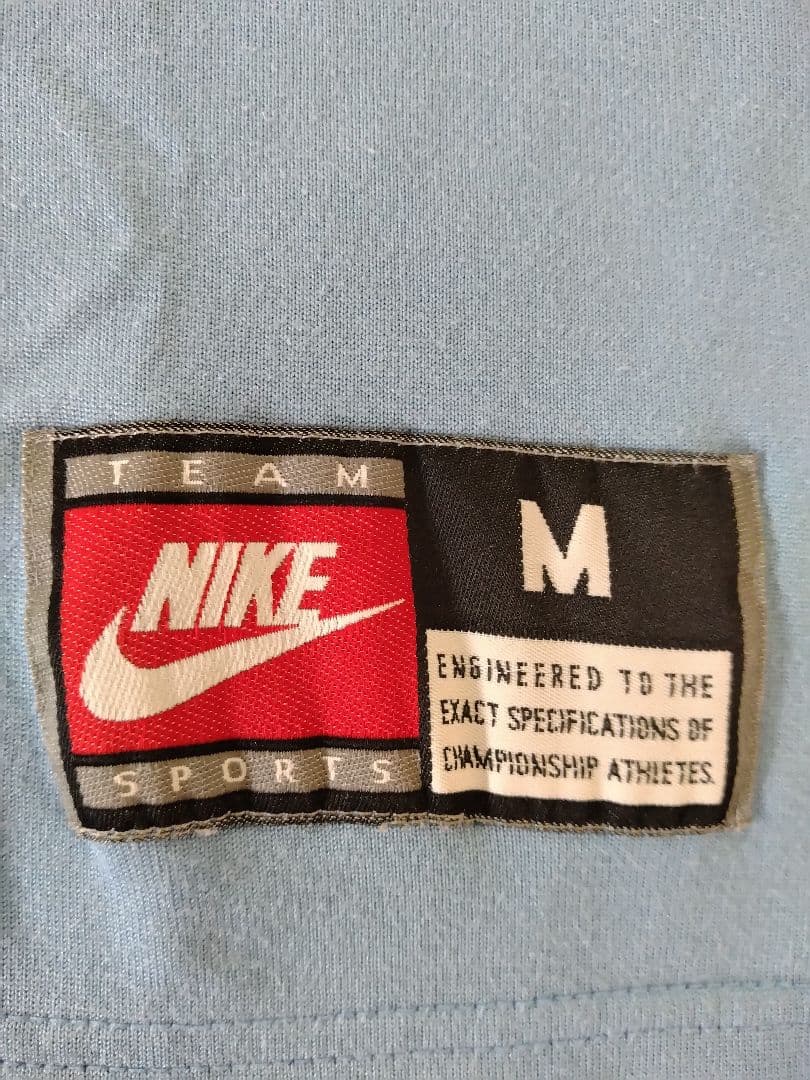 TEAM
NIKE
SPORTS
M
ENGINEERED TO THE
EXACT SPECIFICATIONS OF
CHAMPIONSHIP ATHLETES.